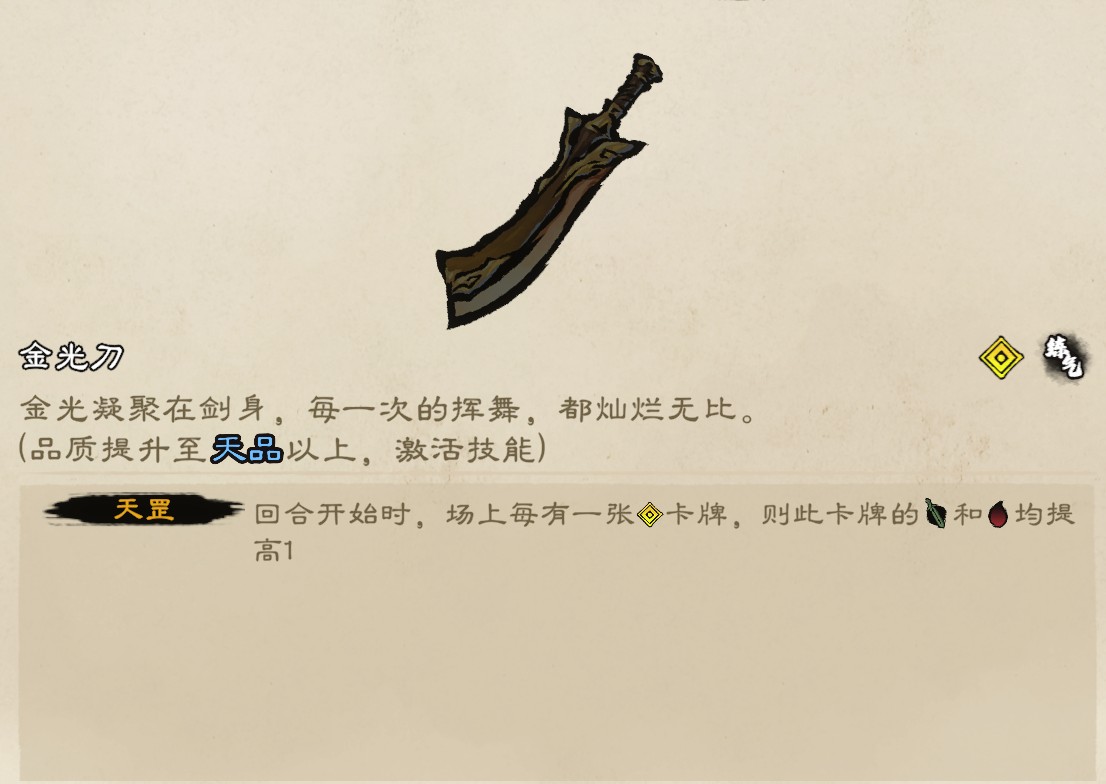 金光刀
练气
金光凝聚在剑身，每一次的挥舞，都灿烂无比。
(品质提升至天品以上，激活技能)
天罡 回合开始时，场上每有一张卡牌，则此卡牌的和均提
高1